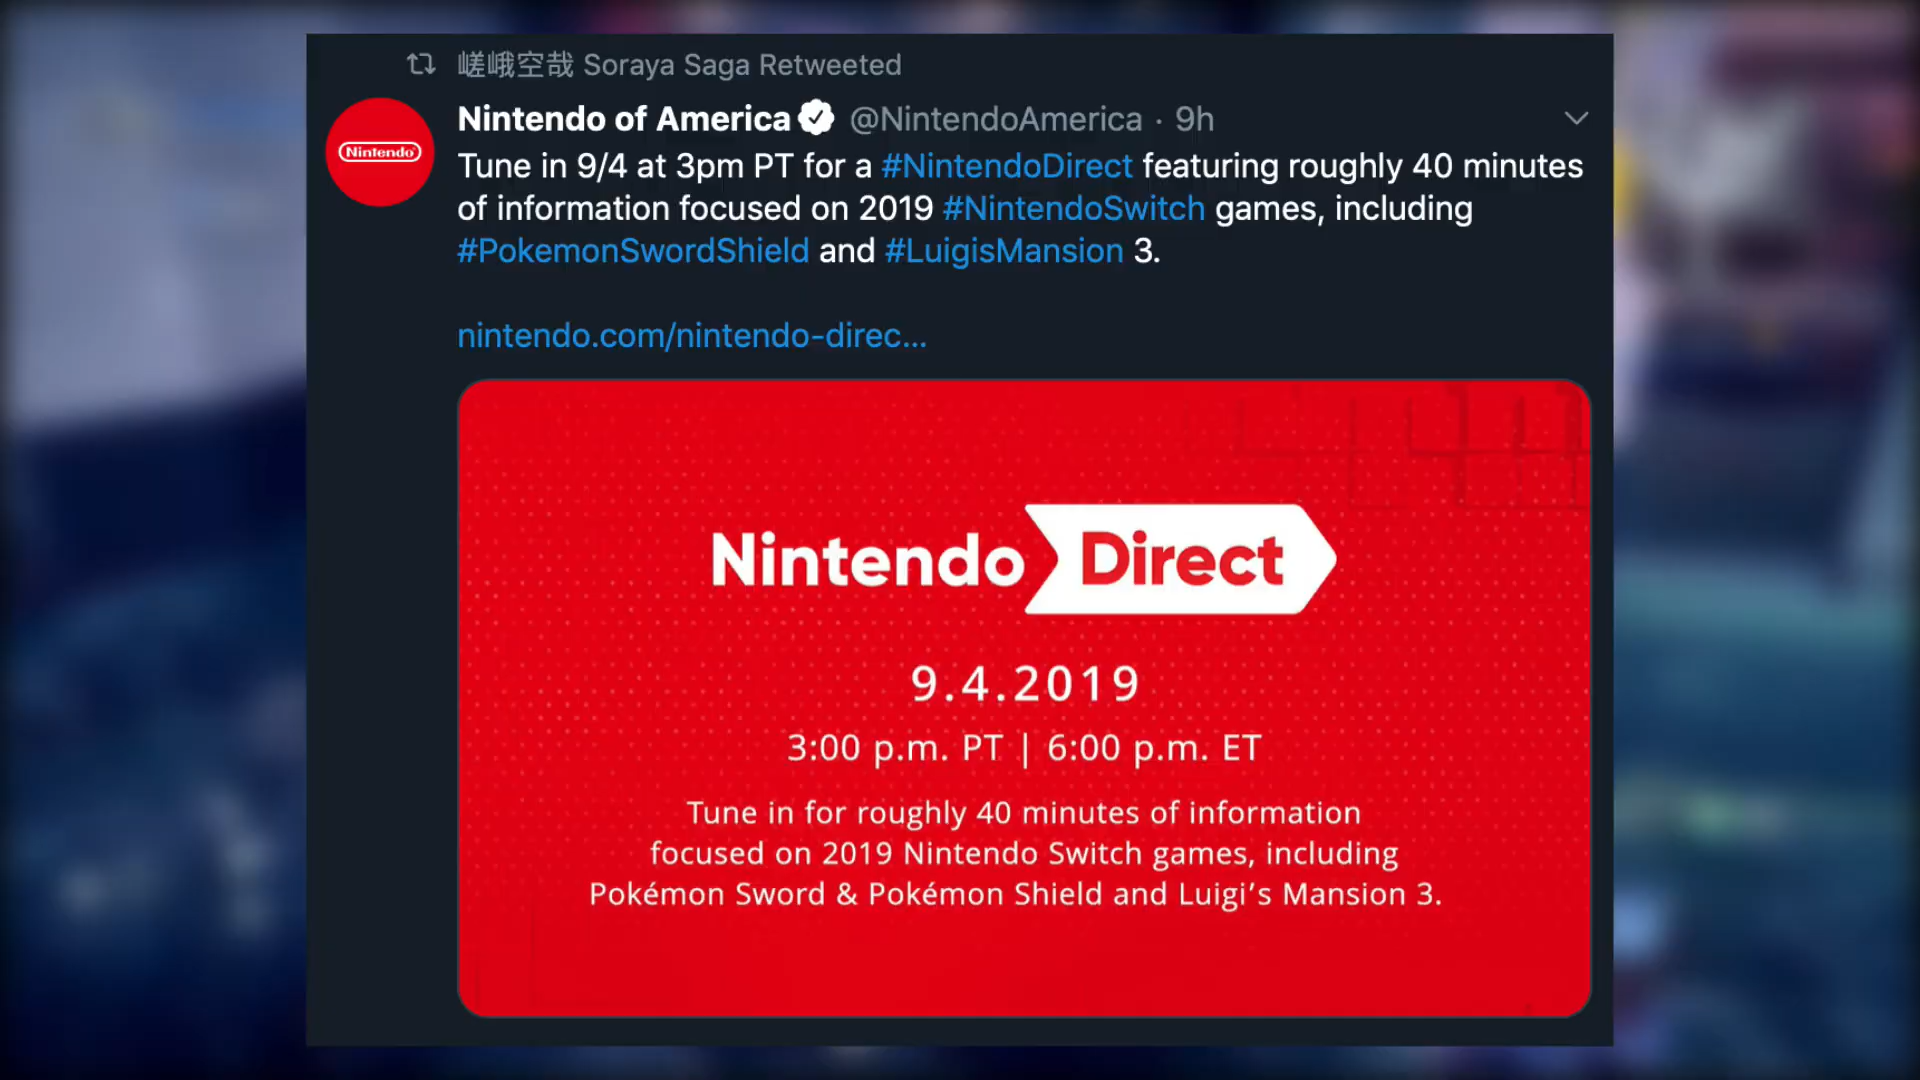 嵯峨空哉 Soraya Saga Retweeted
Nintendo of America @NintendoAmerica · 9h
Nintendo
Tune in 9/4 at 3pm PT for a #NintendoDirect featuring roughly 40 minutes
of information focused on 2019 #NintendoSwitch games, including
#PokemonSwordShield and #LuigisMansion 3.
nintendo.com/nintendo-direc...
Nintendo Direct
9.4.2019
3:00 p.m. PT | 6:00 p.m. ET
Tune in for roughly 40 minutes of information
focused on 2019 Nintendo Switch games, including
Pokémon Sword & Pokémon Shield and Luigi's Mansion 3.